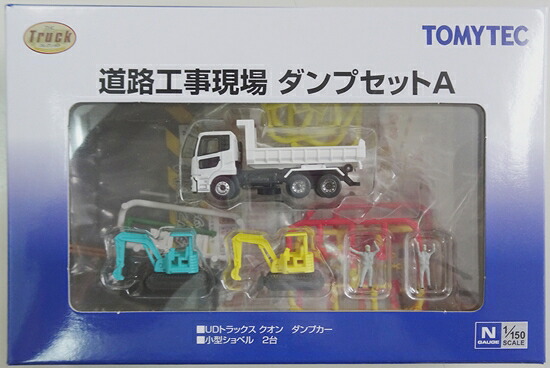 THE
Truck
TOMYTEC
道路工事現場 ダンプセットA
■UDトラックス クオン ダンプカー
■小型ショベル 2台
N
GAUGE
1/150
SCALE